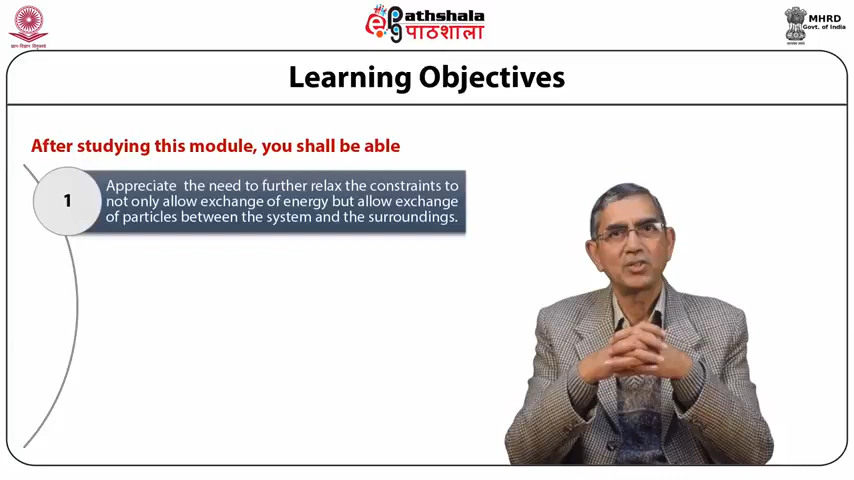 ज्ञान-विज्ञान विमुक्तये
Pathshala
पाठशाला
MHRD
Govt. of India
Learning Objectives
After studying this module, you shall be able
1
Appreciate the need to further relax the constraints to
not only allow exchange of energy but allow exchange
of particles between the system and the surroundings.